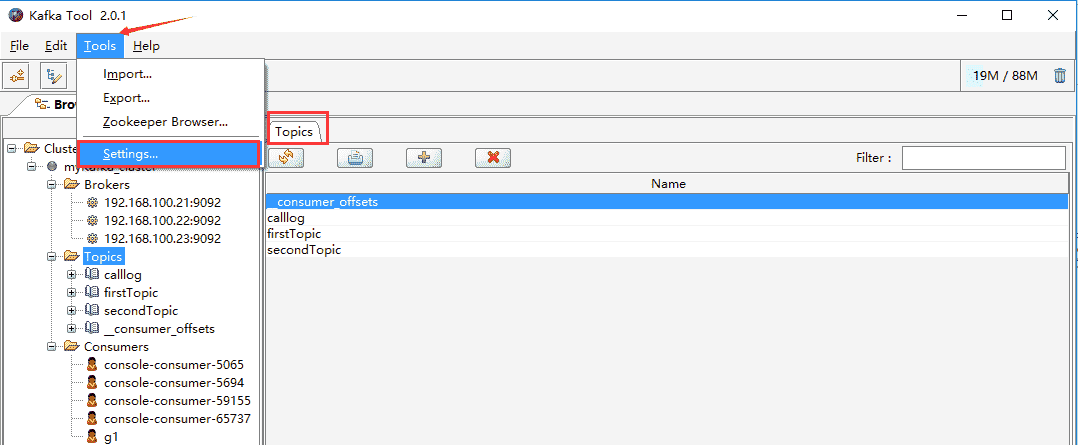 Kafka Tool 2.0.1
File Edit Tools Help
Import...
Export...
Zookeeper Browser...
Settings...
19M / 88M
Topics
Filter :
Name
__consumer_offsets
calllog
firstTopic
secondTopic
Brokers
192.168.100.21:9092
192.168.100.22:9092
192.168.100.23:9092
Topics
calllog
firstTopic
secondTopic
__consumer_offsets
Consumers
console-consumer-5065
console-consumer-5694
console-consumer-59155
console-consumer-65737
g1